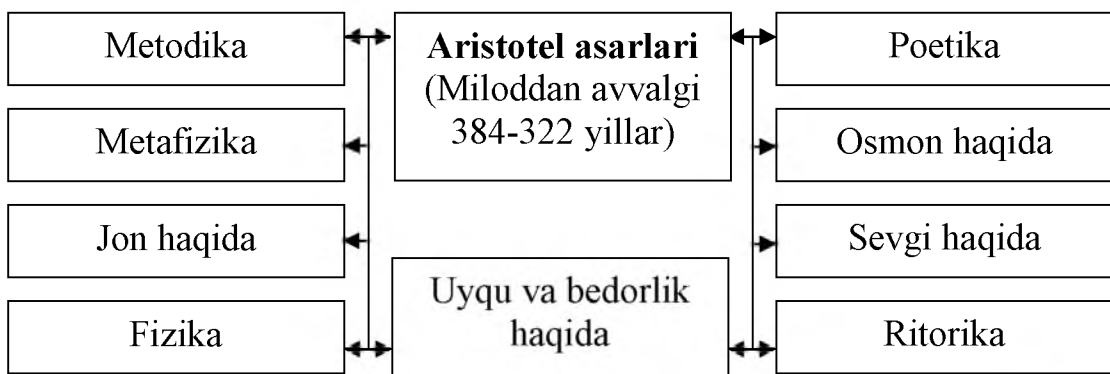 Metodika
Metafizika
Jon haqida
Fizika
Aristotel asarlari
(Miloddan avvalgi
384-322 yillar)
Uyqu va bedorlik
haqida
Poetika
Osmon haqida
Sevgi haqida
Ritorika